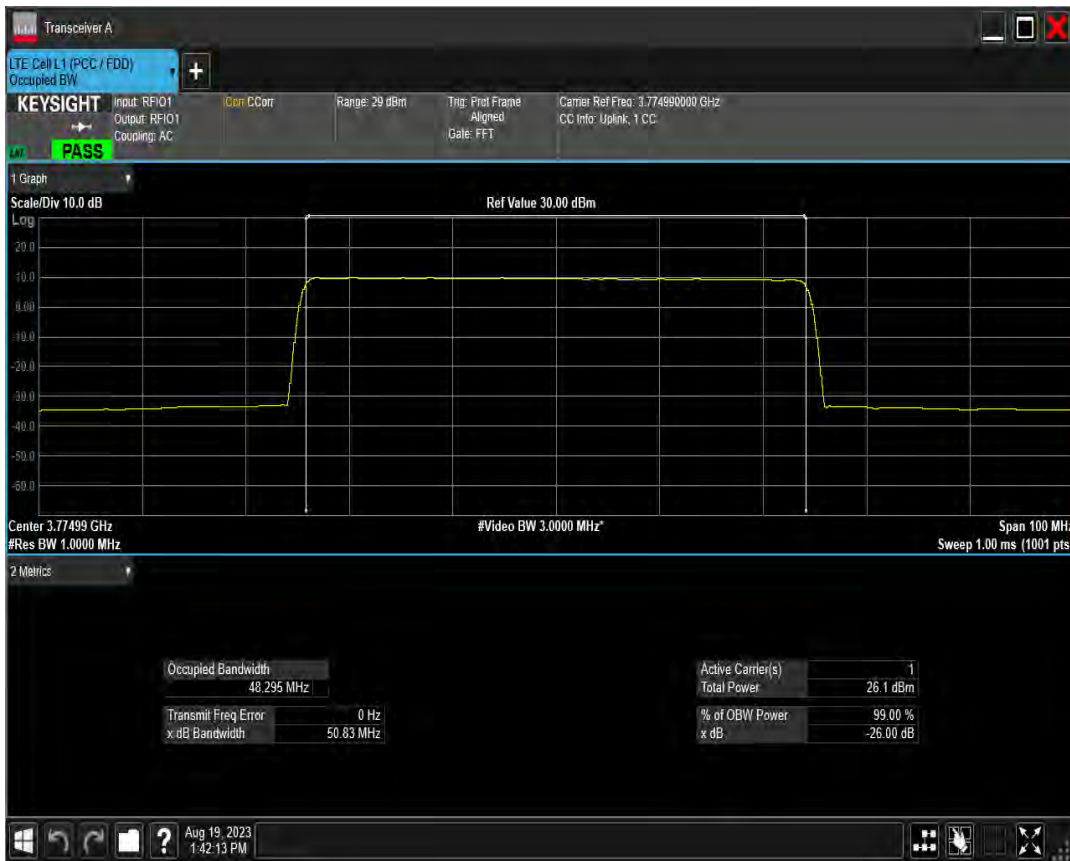 Transceiver A
LTE Cell L1 (PCC / FDD)
Occupied BW
+
KEYSIGHT
Input: RFIO1
Output: RFIO1
Coupling: AC
Corr CCorr
Range: 29 dBm
Trig: Prot Frame
Aligned
Gate: FFT
Carrier Ref Freq: 3.774990000 GHz
CC Info: Uplink, 1 CC
PASS
1 Graph
Scale/Div 10.0 dB
Ref Value 30.00 dBm
Log
20.0
10.0
0.00
-10.0
-20.0
-30.0
-40.0
-50.0
-60.0
Center 3.77499 GHz
#Video BW 3.0000 MHz*
Span 100 MHz
#Res BW 1.0000 MHz
Sweep 1.00 ms (1001 pts
2 Metrics
Occupied Bandwidth
48.295 MHz
Transmit Freq Error 0 Hz
x dB Bandwidth 50.83 MHz
Active Carrier(s) 1
Total Power 26.1 dBm
% of OBW Power 99.00 %
x dB -26.00 dB
?
Aug 19, 2023
1:42:13 PM